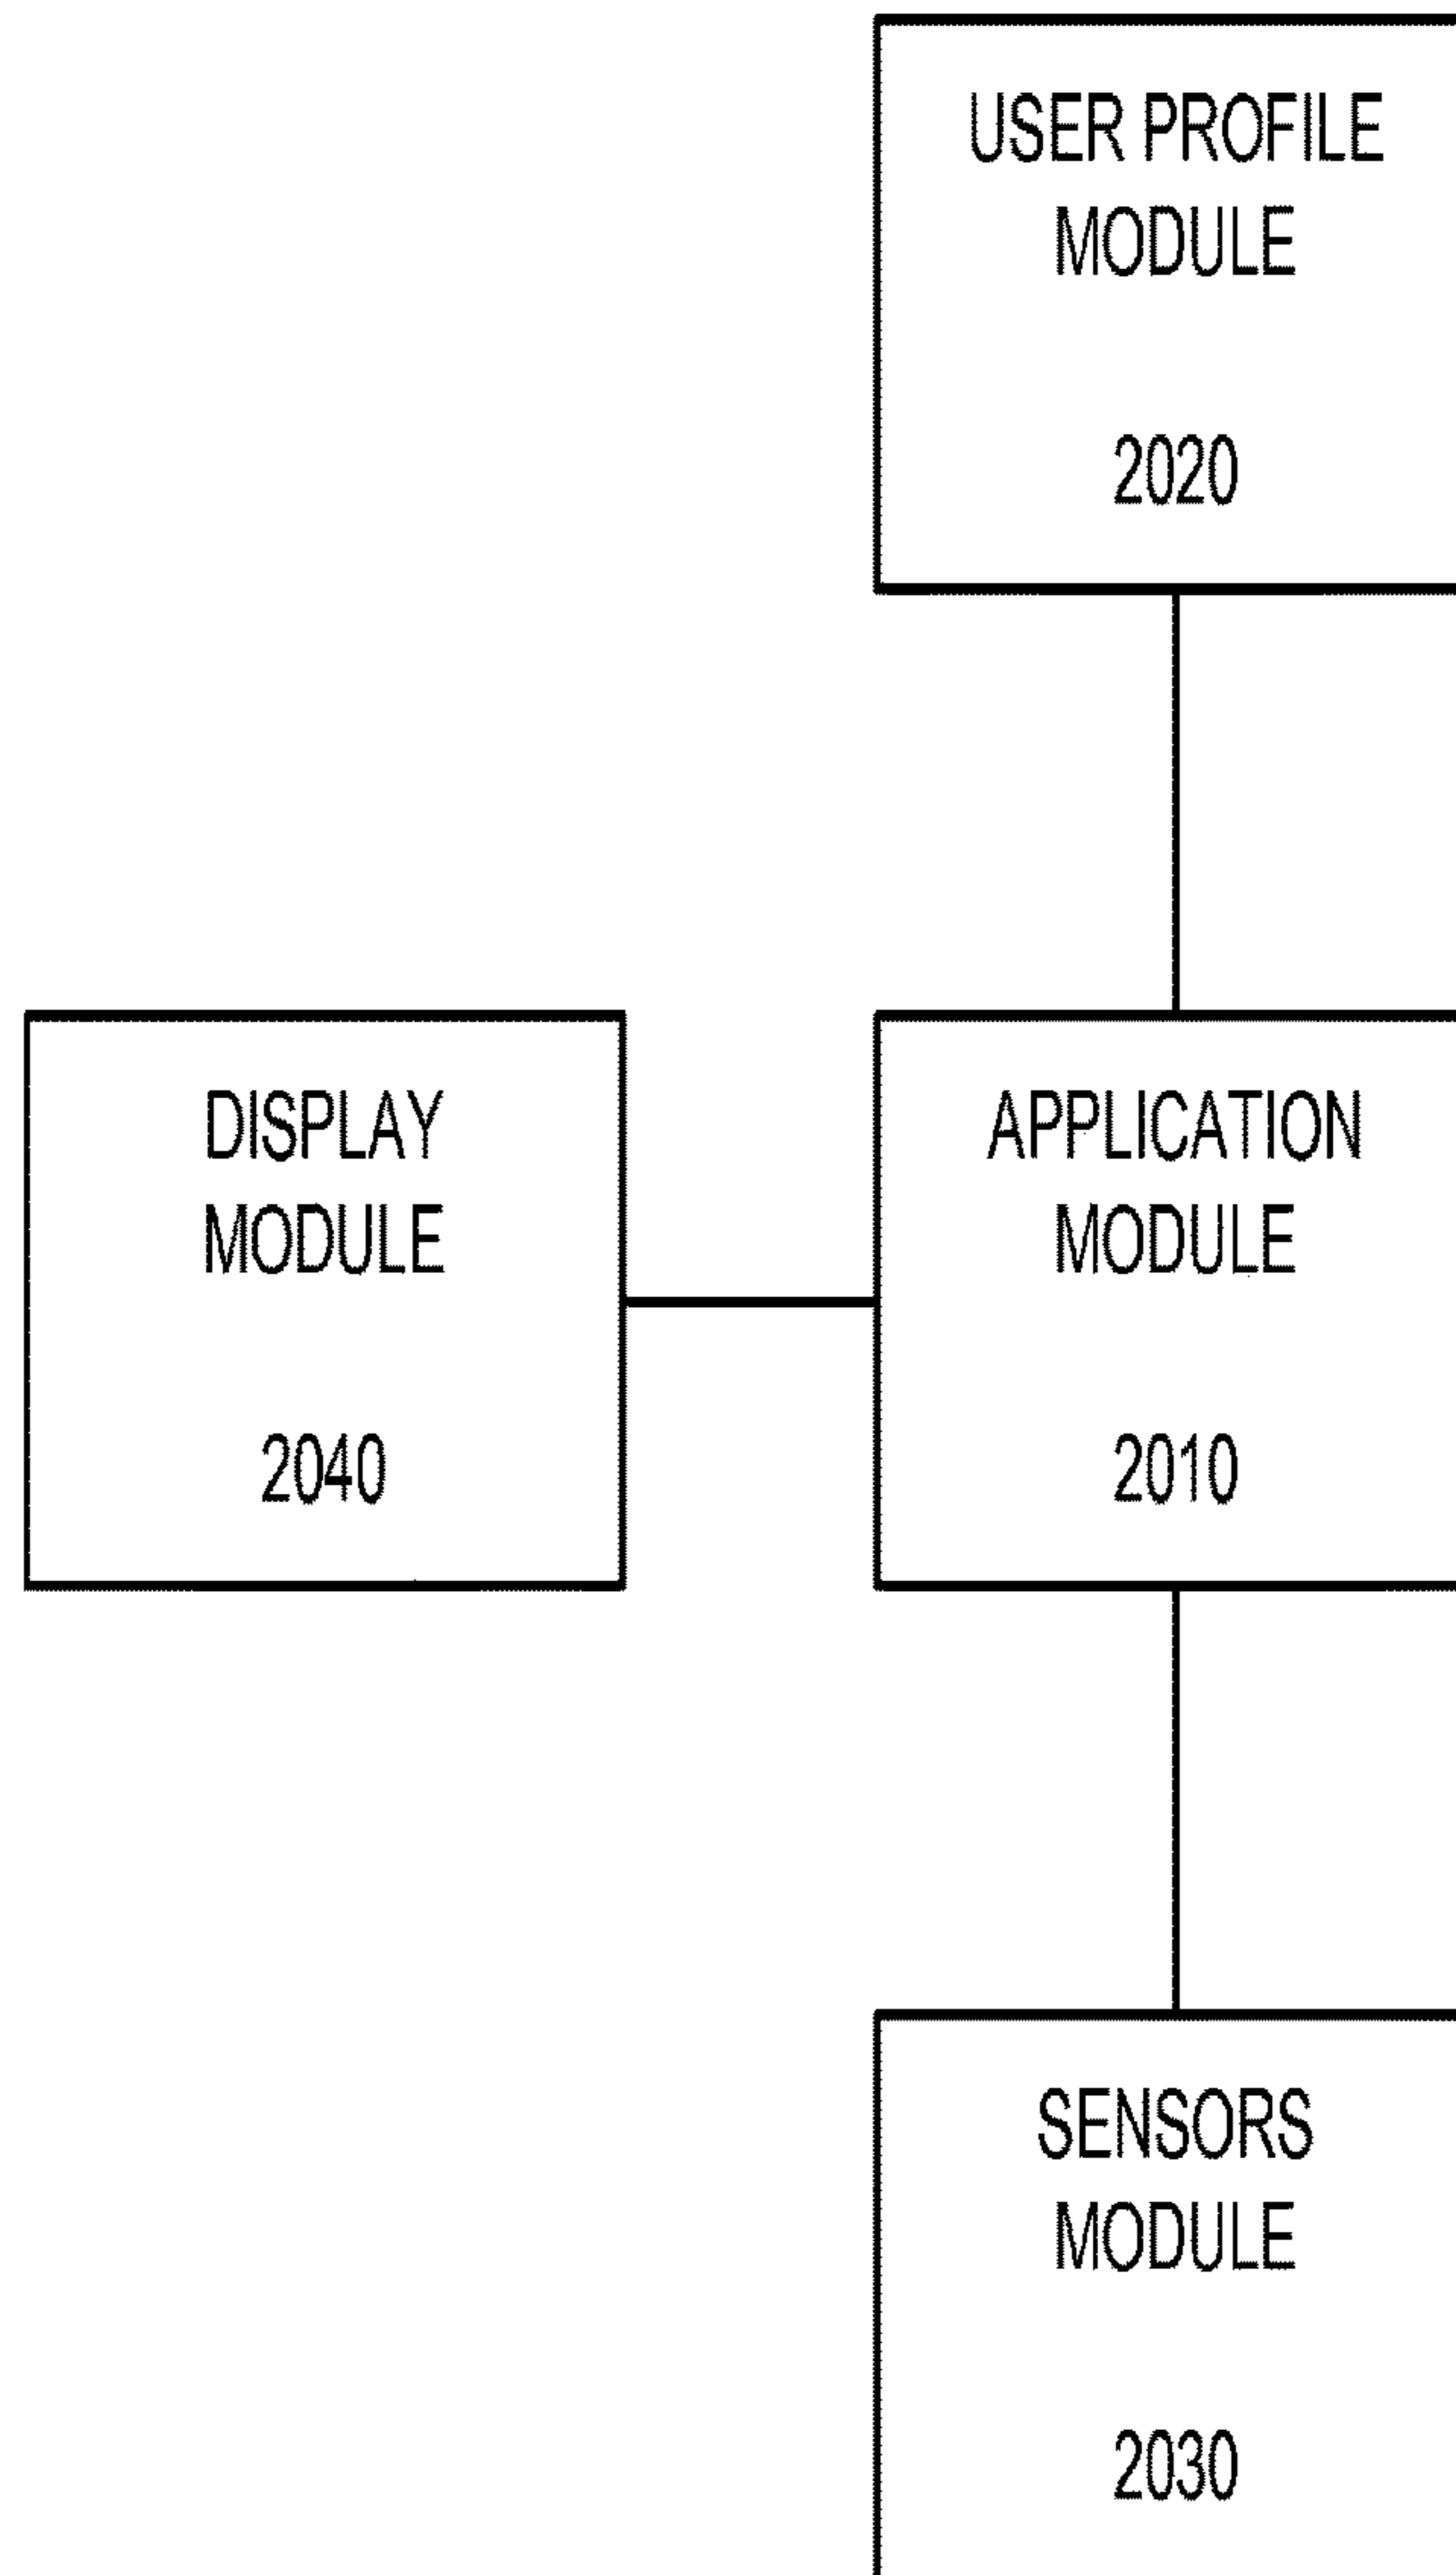 USER PROFILE
MODULE
2020
DISPLAY
MODULE
2040
APPLICATION
MODULE
2010
SENSORS
MODULE
2030